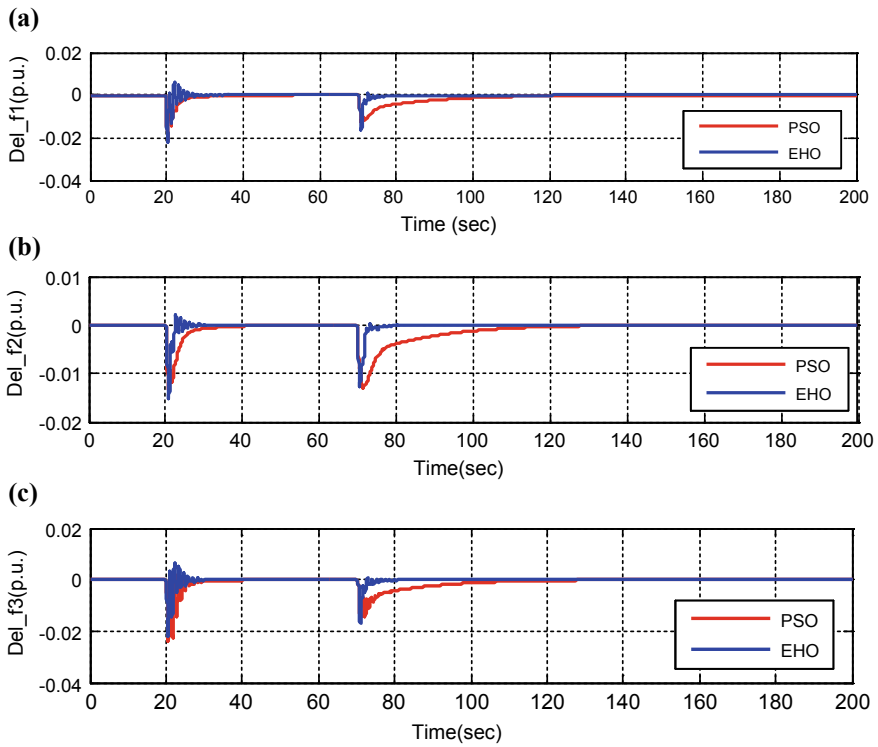 (a)
Del_f1(p.u.)
0.02
0
-0.02
-0.04
0 20 40 60 80 100 120 140 160 180 200
Time (sec)
PSO
EHO
(b)
Del_f2(p.u.)
0.01
0
-0.01
-0.02
0 20 40 60 80 100 120 140 160 180 200
Time(sec)
PSO
EHO
(c)
Del_f3(p.u.)
0.02
0
-0.02
-0.04
0 20 40 60 80 100 120 140 160 180 200
Time(sec)
PSO
EHO